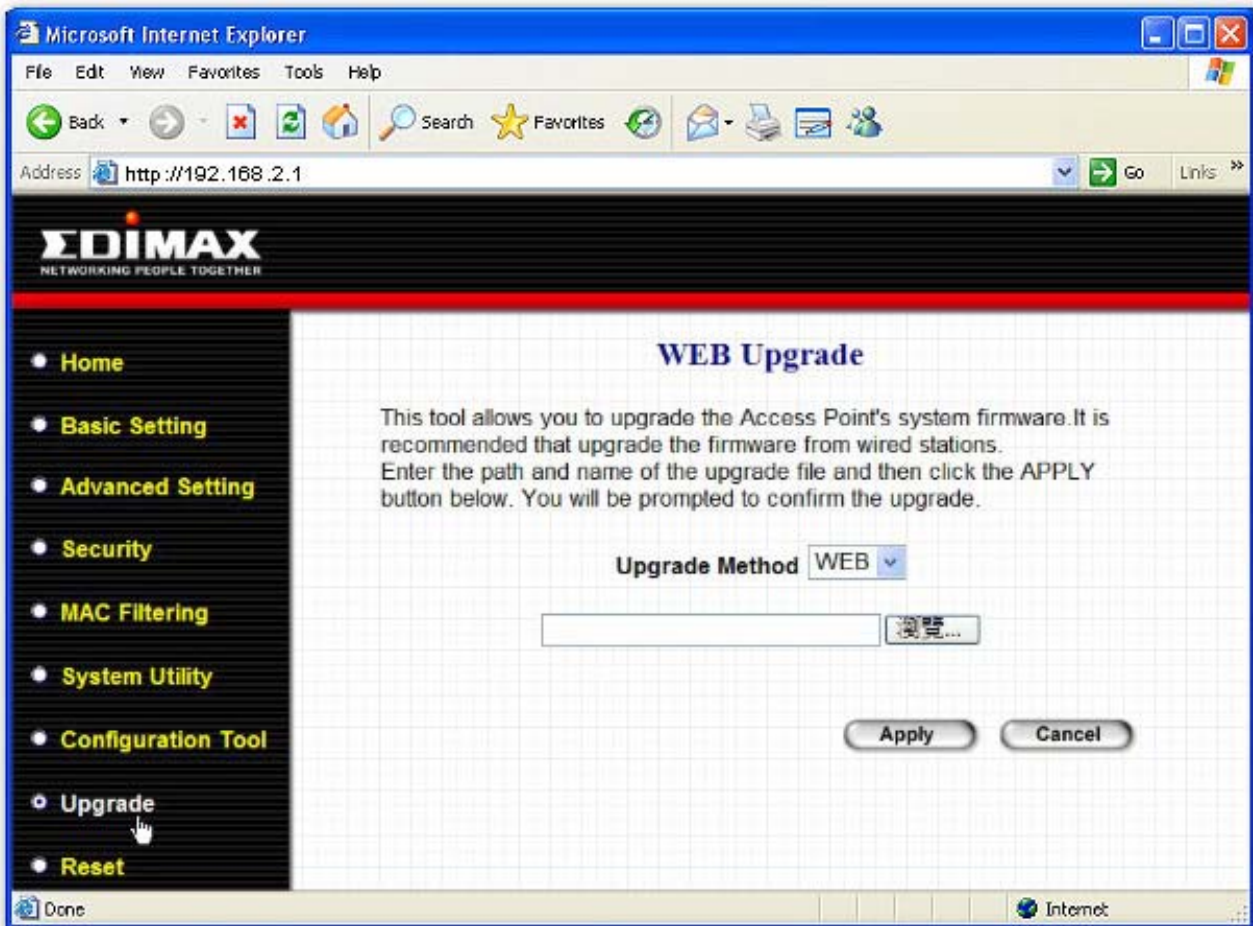 Microsoft Internet Explorer
File Edit View Favorites Tools Help
Back Search Favorites
Address http://192.168.2.1 Go Links »
EDIMAX
NETWORKING PEOPLE TOGETHER
Home
Basic Setting
Advanced Setting
Security
MAC Filtering
System Utility
Configuration Tool
Upgrade
Reset
WEB Upgrade
This tool allows you to upgrade the Access Point's system firmware.It is
recommended that upgrade the firmware from wired stations.
Enter the path and name of the upgrade file and then click the APPLY
button below. You will be prompted to confirm the upgrade.
Upgrade Method WEB
瀏覽...
Apply Cancel
Done Internet